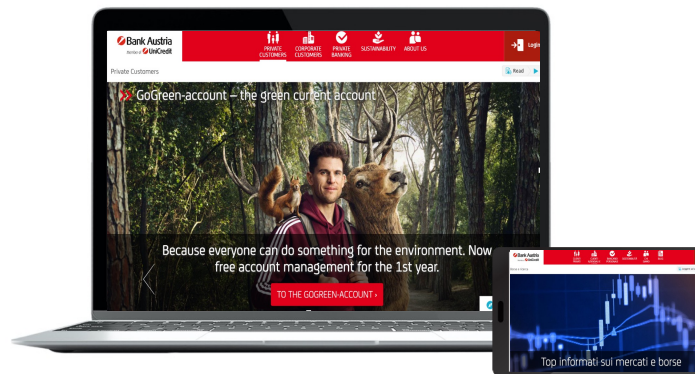 Bank Austria
Member of UniCredit
PRIVATE CUSTOMERS
CORPORATE CUSTOMERS
PRIVATE BANKING
SUSTAINABILITY
ABOUT US
Login
Private Customers
Read
GoGreen-account – the green current account
Because everyone can do something for the environment. Now
free account management for the 1st year.
TO THE GOGREEN-ACCOUNT ›
Bank Austria
Top informati sui mercati e borse